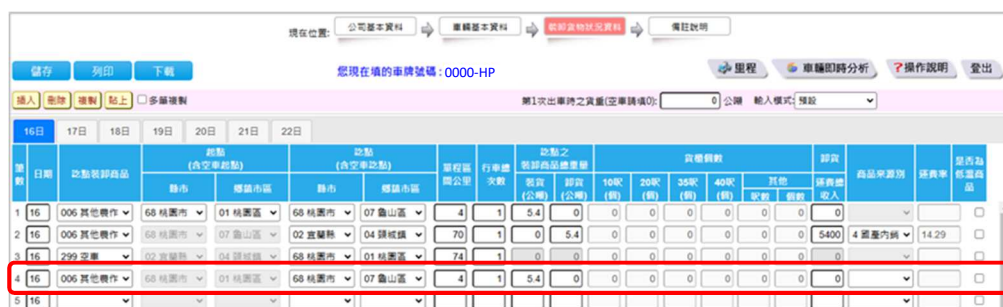 現在位置: 公司基本資料 車輛基本資料 裝卸貨物狀況資料 備註說明
儲存 列印 下載 您現在填的車牌號碼 : 0000-HP 里程 車輛即時分析 ?操作說明 登出
插入 刪除 複製 貼上 多筆複製 第1次出車時之貨重(空車請填0): 0 公噸 輸入模式: 預設
16日 17日 18日 19日 20日 21日 22日
筆數 日期 訖點裝卸商品 起點(含空車起點) 訖點(含空車訖點) 單程區間公里 行車總次數 訖點之裝卸商品總重量 貨櫃個數 卸貨 商品來源別 運費率 是否為低溫商品
縣市 鄉鎮市區 縣市 鄉鎮市區 裝貨(公噸) 卸貨(公噸) 10呎(個) 20呎(個) 35呎(個) 40呎(個) 其他 呎數 個數 運費總收入
1 16 006 其他農作 68 桃園市 01 桃園區 68 桃園市 07 龜山區 4 1 5.4 0 0 0 0 0 0 0 0
2 16 006 其他農作 68 桃園市 07 龜山區 02 宜蘭縣 04 頭城鎮 70 1 0 5.4 0 0 0 0 0 0 5400 4 國產內銷 14.29
3 16 299 空車 02 宜蘭縣 04 頭城鎮 68 桃園市 01 桃園區 74 1 0 0 0 0 0 0 0 0 0
4 16 006 其他農作 68 桃園市 01 桃園區 68 桃園市 07 龜山區 4 1 5.4 0 0 0 0 0 0 0 0
5 16